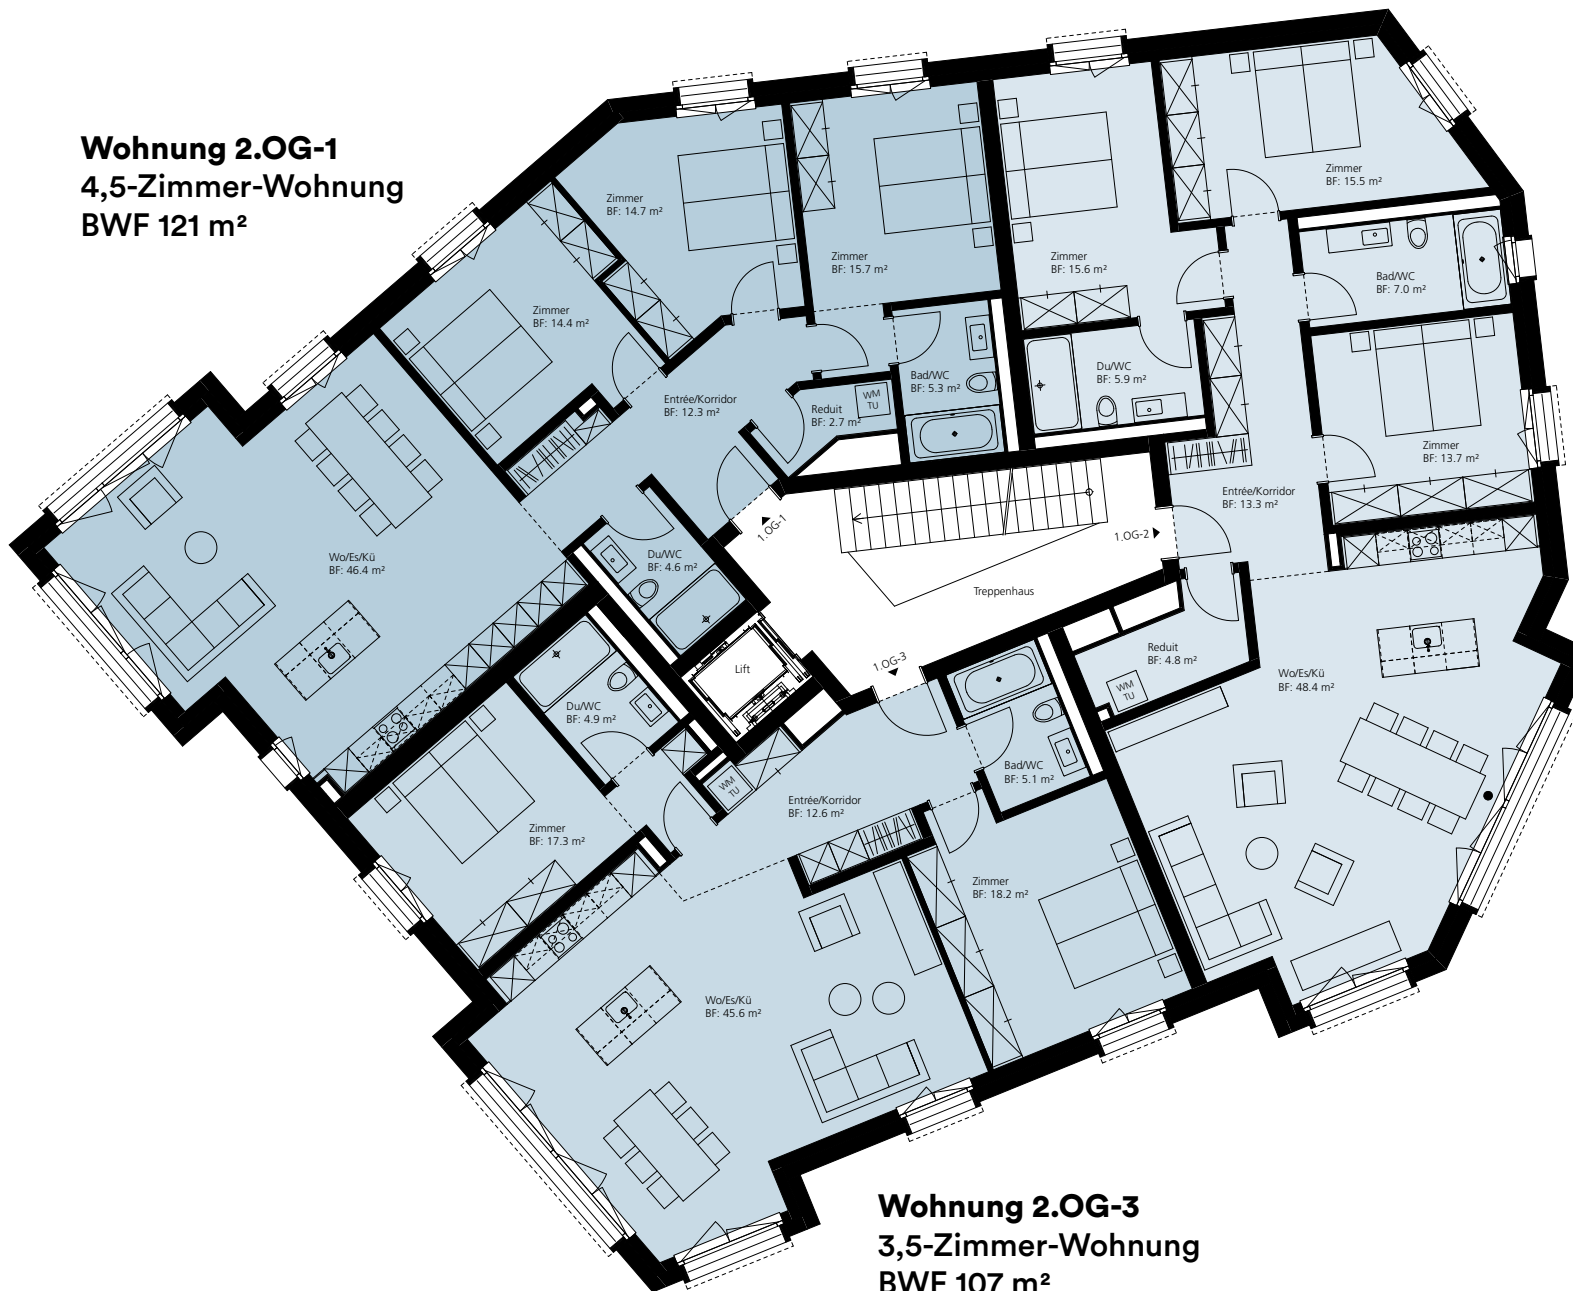 Wohnung 2.OG-1
4,5-Zimmer-Wohnung
BWF 121 m²
Zimmer
BF: 14.7 m²
Zimmer
BF: 15.7 m²
Zimmer
BF: 15.6 m²
Zimmer
BF: 15.5 m²
Bad/WC
BF: 7.0 m²
Zimmer
BF: 14.4 m²
Entrée/Korridor
BF: 12.3 m²
Reduit
BF: 2.7 m²
WM
TU
Bad/WC
BF: 5.3 m²
Du/WC
BF: 5.9 m²
Zimmer
BF: 13.7 m²
Entrée/Korridor
BF: 13.3 m²
Wo/Es/Kü
BF: 46.4 m²
Du/WC
BF: 4.6 m²
1.OG-1
1.OG-2
Treppenhaus
1.OG-3
Lift
Reduit
BF: 4.8 m²
WM
TU
Wo/Es/Kü
BF: 48.4 m²
Du/WC
BF: 4.9 m²
WM
TU
Entrée/Korridor
BF: 12.6 m²
Bad/WC
BF: 5.1 m²
Zimmer
BF: 17.3 m²
Zimmer
BF: 18.2 m²
Wo/Es/Kü
BF: 45.6 m²
Wohnung 2.OG-3
3,5-Zimmer-Wohnung
BWF 107 m²